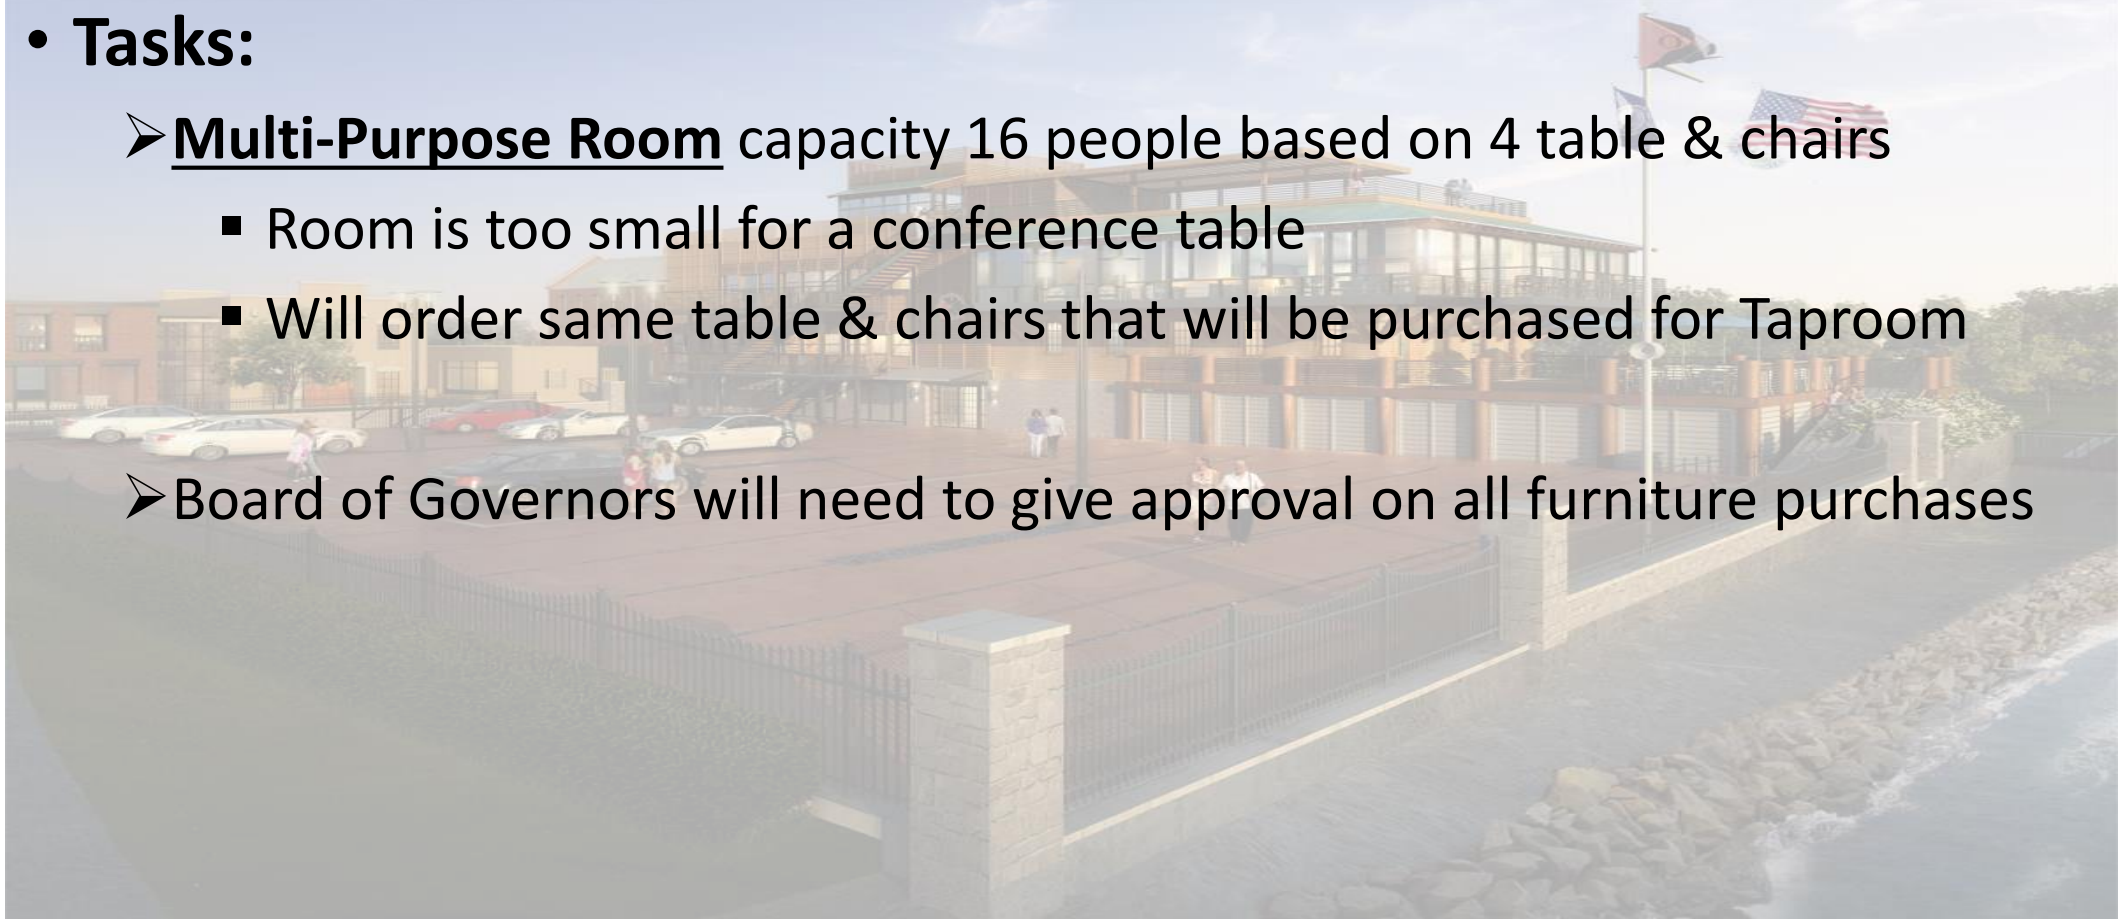 • Tasks:
➢Multi-Purpose Room capacity 16 people based on 4 table & chairs
▪ Room is too small for a conference table
▪ Will order same table & chairs that will be purchased for Taproom
➢Board of Governors will need to give approval on all furniture purchases